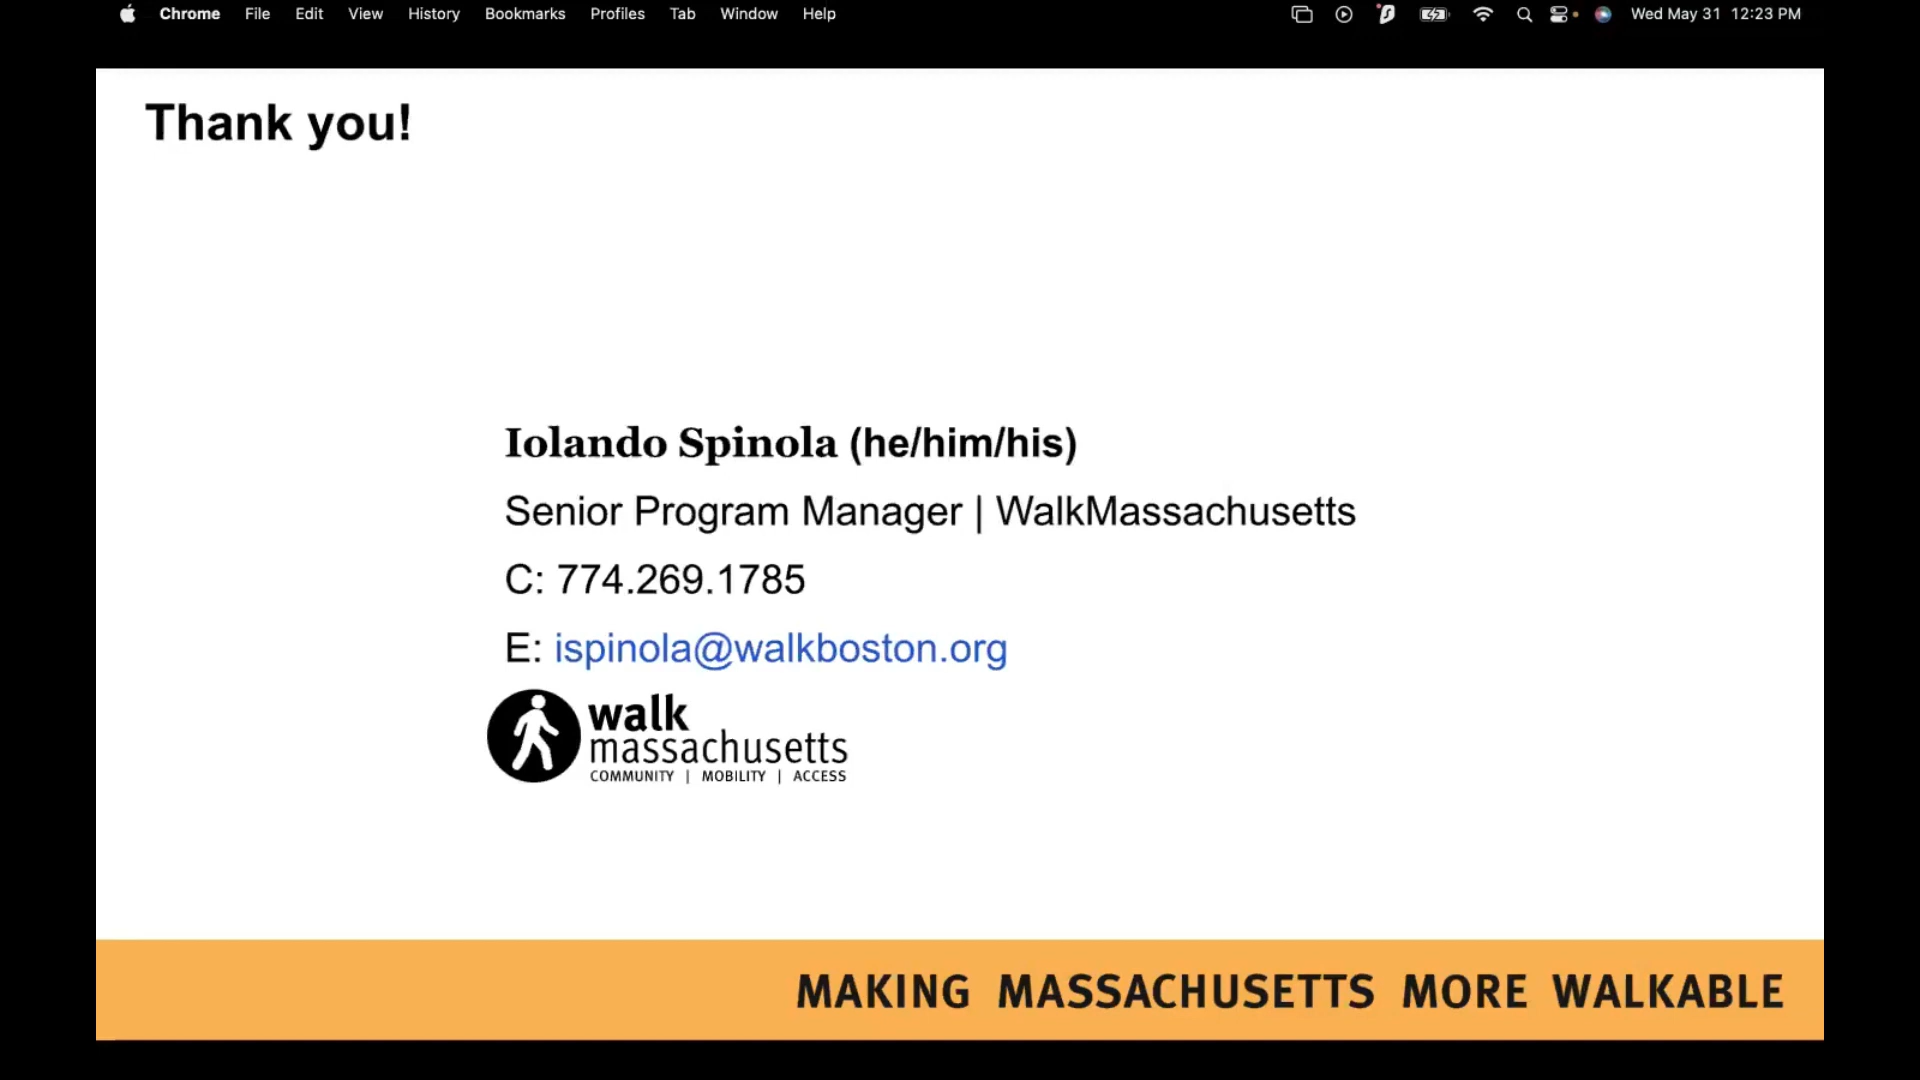 Chrome File Edit View History Bookmarks Profiles Tab Window Help Wed May 31 12:23 PM
Thank you!
Iolando Spinola (he/him/his)
Senior Program Manager | WalkMassachusetts
C: 774.269.1785
E: ispinola@walkboston.org
walk
massachusetts
COMMUNITY | MOBILITY | ACCESS
MAKING MASSACHUSETTS MORE WALKABLE